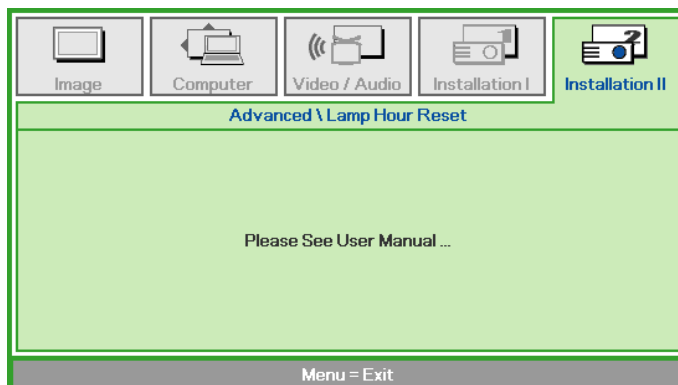 Image Computer Video / Audio Installation I Installation II
Advanced \ Lamp Hour Reset
Please See User Manual ...
Menu = Exit